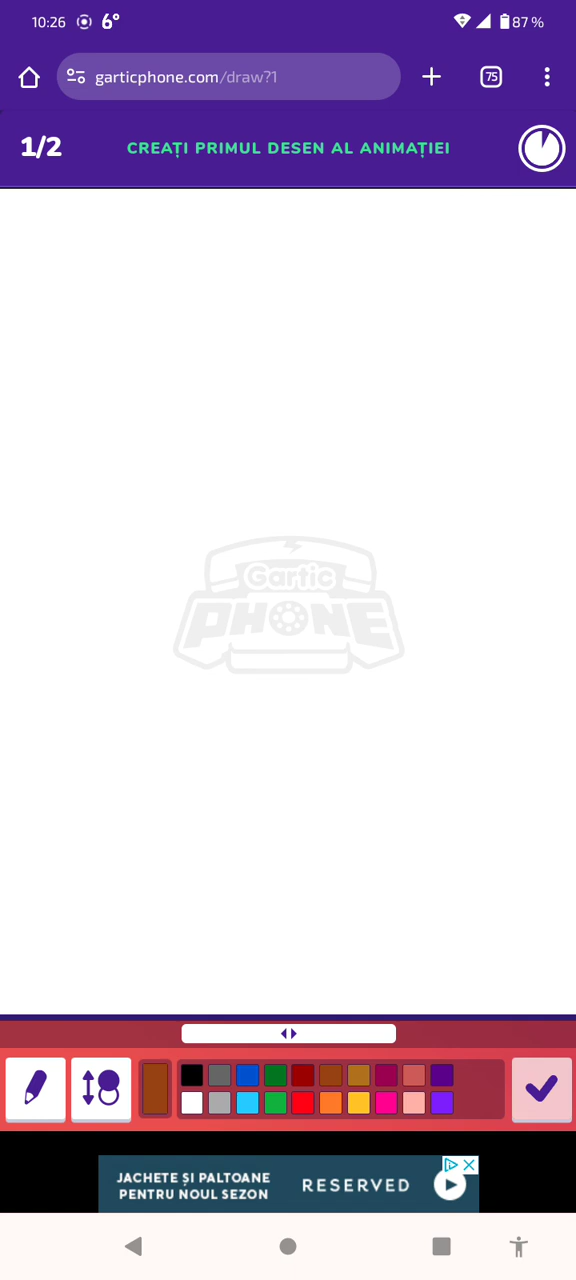 10:26 6° 87 %
garticphone.com/draw?1 75
1/2 CREAȚI PRIMUL DESEN AL ANIMAȚIEI
Gartic
PHONE
JACHETE ȘI PALTOANE
PENTRU NOUL SEZON
RESERVED